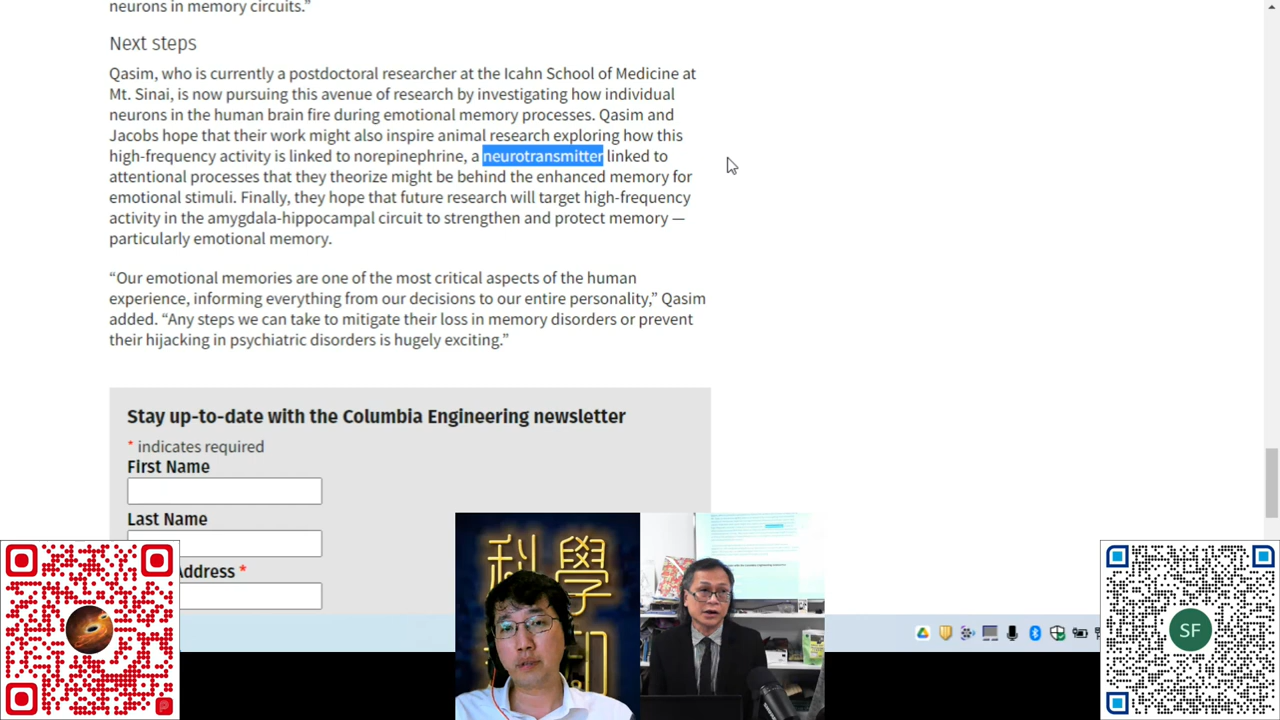 neurons in memory circuits.”
Next steps
Qasim, who is currently a postdoctoral researcher at the Icahn School of Medicine at
Mt. Sinai, is now pursuing this avenue of research by investigating how individual
neurons in the human brain fire during emotional memory processes. Qasim and
Jacobs hope that their work might also inspire animal research exploring how this
high-frequency activity is linked to norepinephrine, a neurotransmitter linked to
attentional processes that they theorize might be behind the enhanced memory for
emotional stimuli. Finally, they hope that future research will target high-frequency
activity in the amygdala-hippocampal circuit to strengthen and protect memory —
particularly emotional memory.
“Our emotional memories are one of the most critical aspects of the human
experience, informing everything from our decisions to our entire personality,” Qasim
added. “Any steps we can take to mitigate their loss in memory disorders or prevent
their hijacking in psychiatric disorders is hugely exciting.”
Stay up-to-date with the Columbia Engineering newsletter
* indicates required
First Name
Last Name
Address *
科學
SF